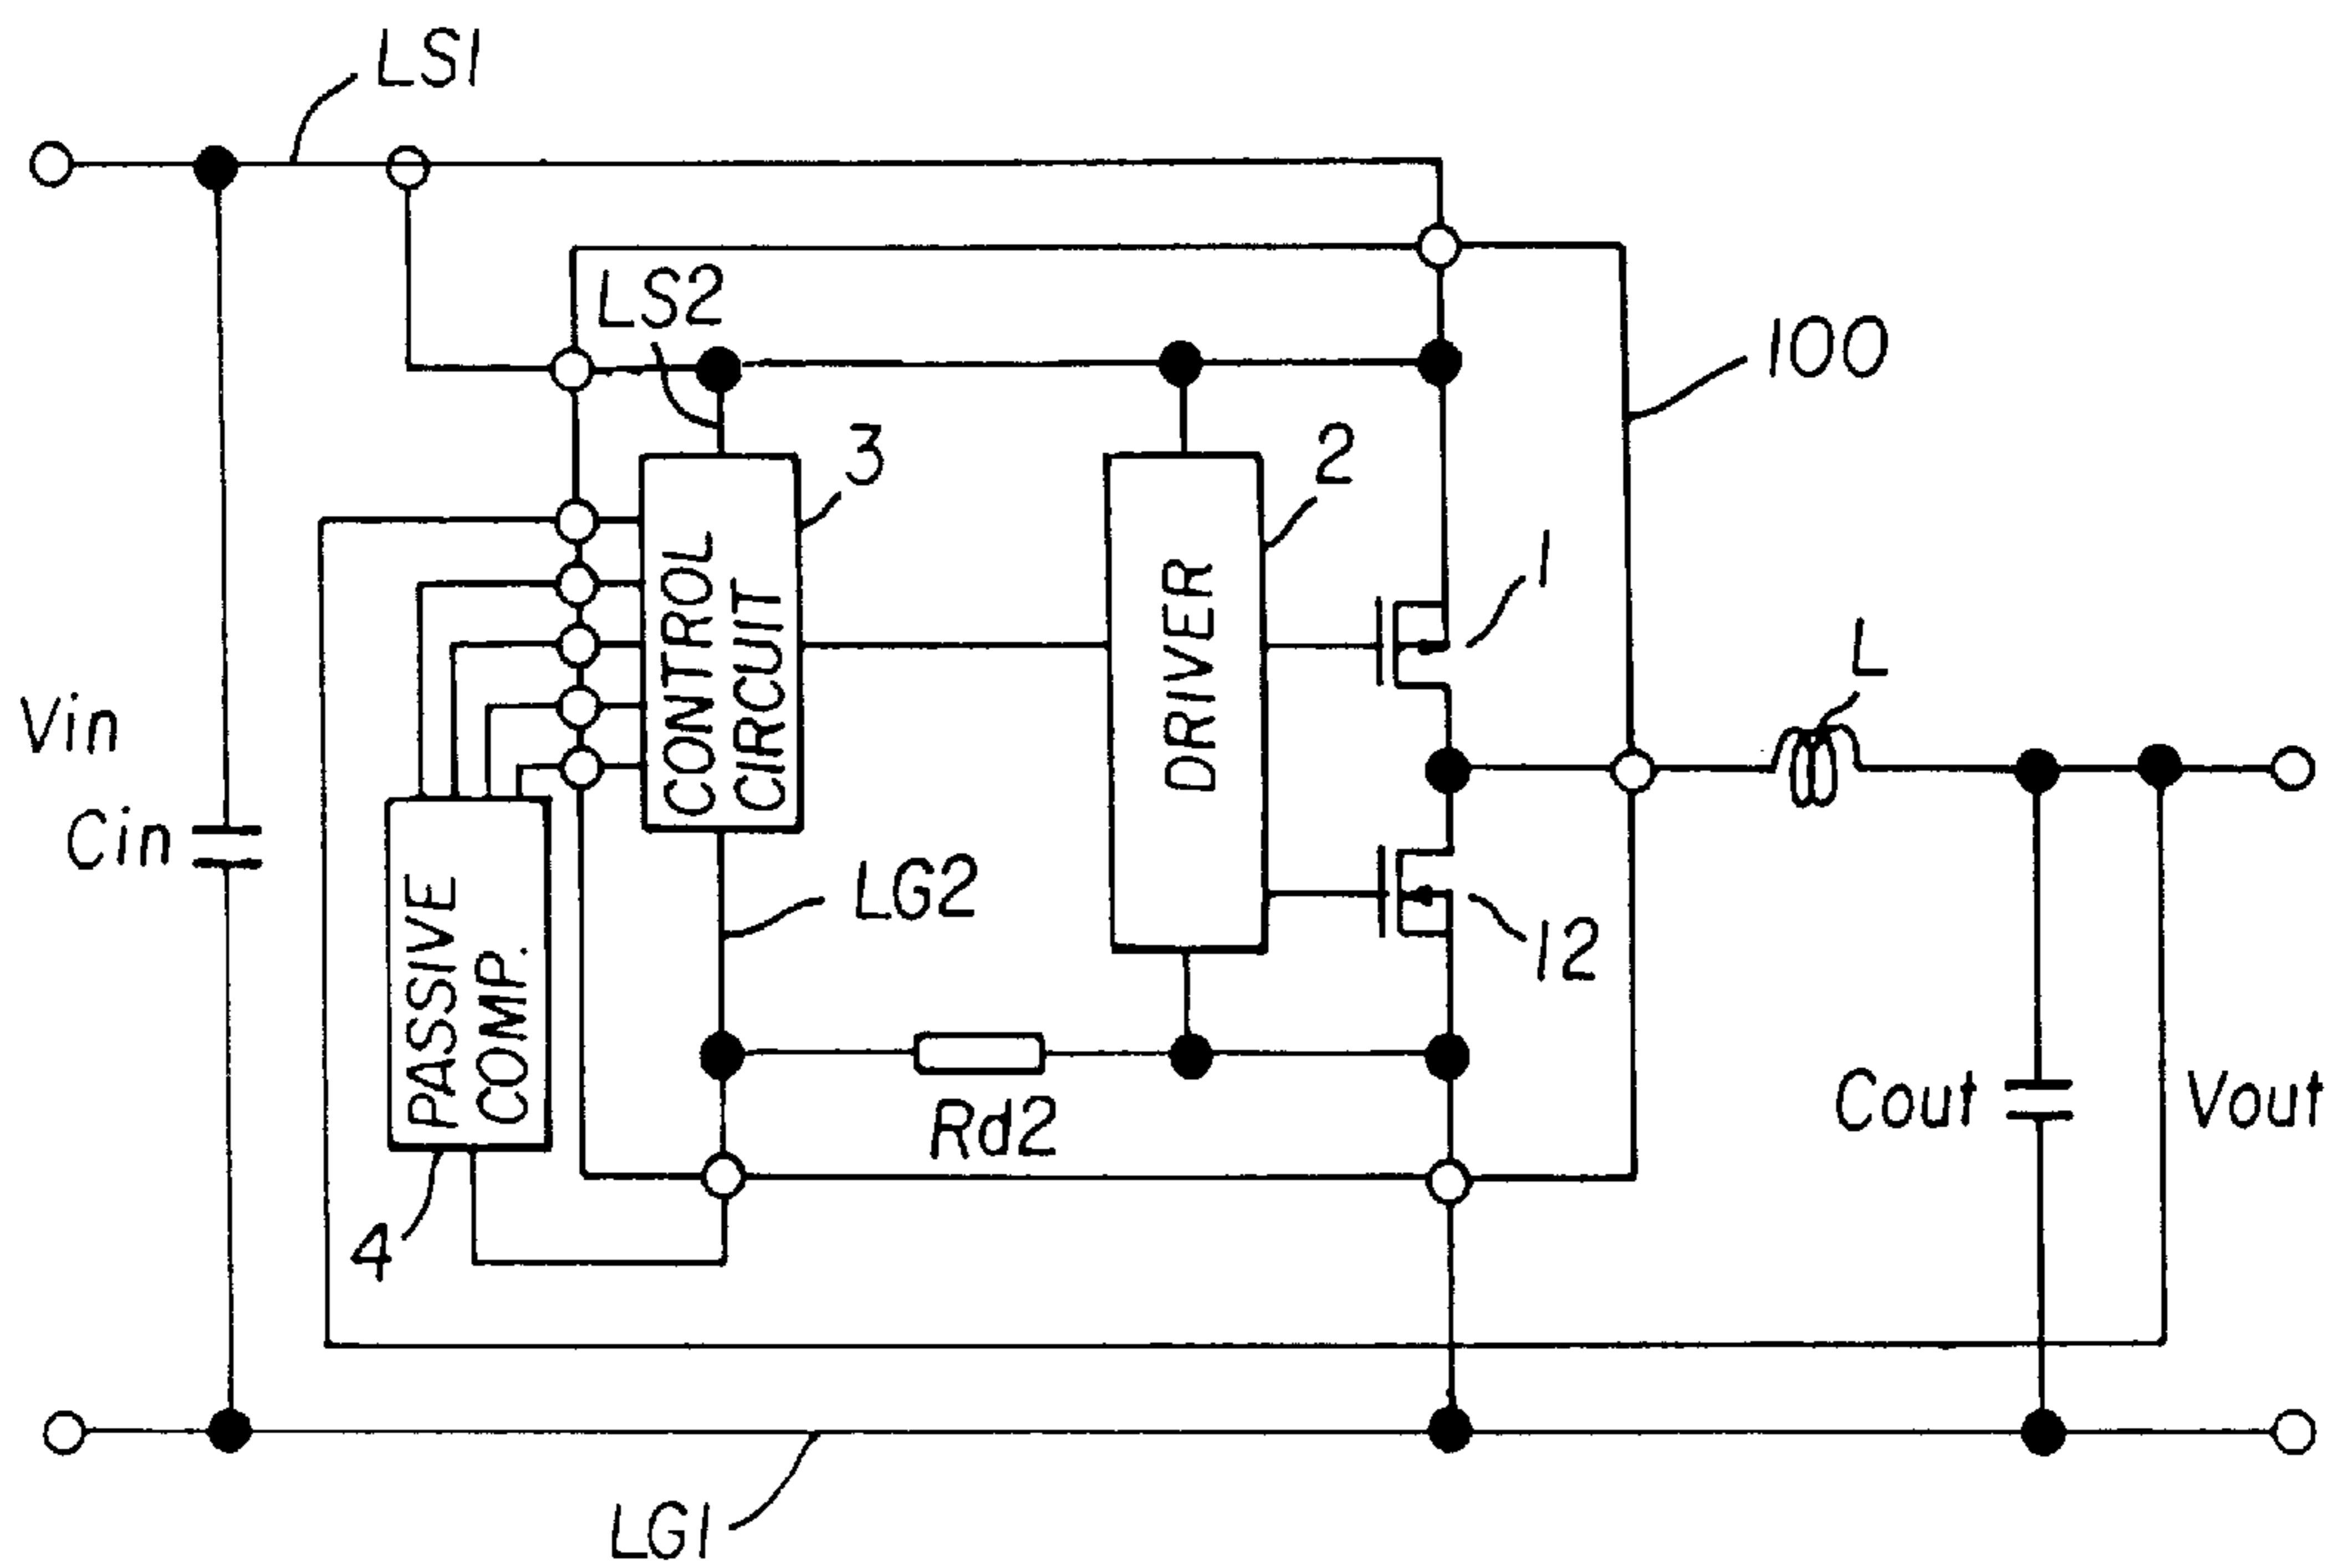 LS1
LS2
100
3
2
1
CONTROL
CIRCUIT
DRIVER
L
Vin
Cin
LG2
12
PASSIVE
COMP.
Rd2
Cout
Vout
4
LG1